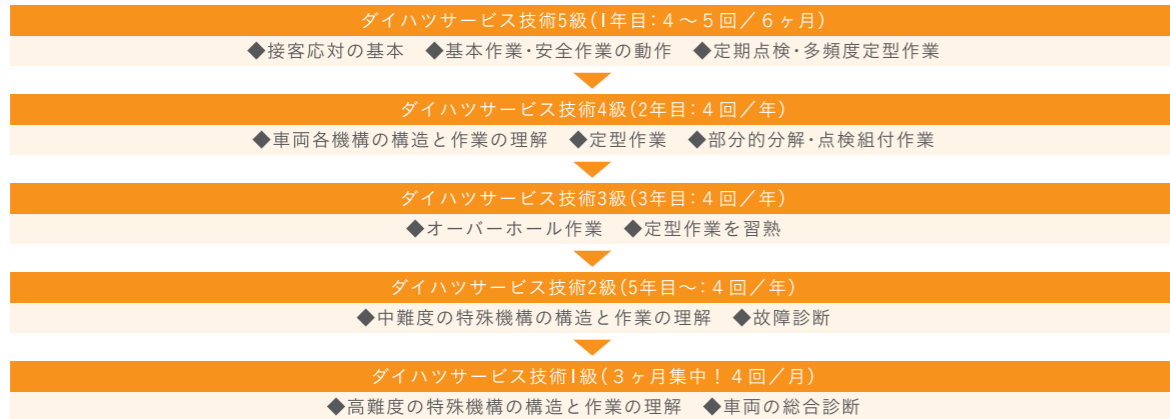 ダイハツサービス技術5級(1年目:4～5回／6ヶ月)
◆接客応対の基本　◆基本作業・安全作業の動作　◆定期点検・多頻度定型作業
ダイハツサービス技術4級(2年目:4回／年)
◆車両各機構の構造と作業の理解　◆定型作業　◆部分的分解・点検組付作業
ダイハツサービス技術3級(3年目:4回／年)
◆オーバーホール作業　◆定型作業を習熟
ダイハツサービス技術2級(5年目～:4回／年)
◆中難度の特殊機構の構造と作業の理解　◆故障診断
ダイハツサービス技術1級(3ヶ月集中！4回／月)
◆高難度の特殊機構の構造と作業の理解　◆車両の総合診断